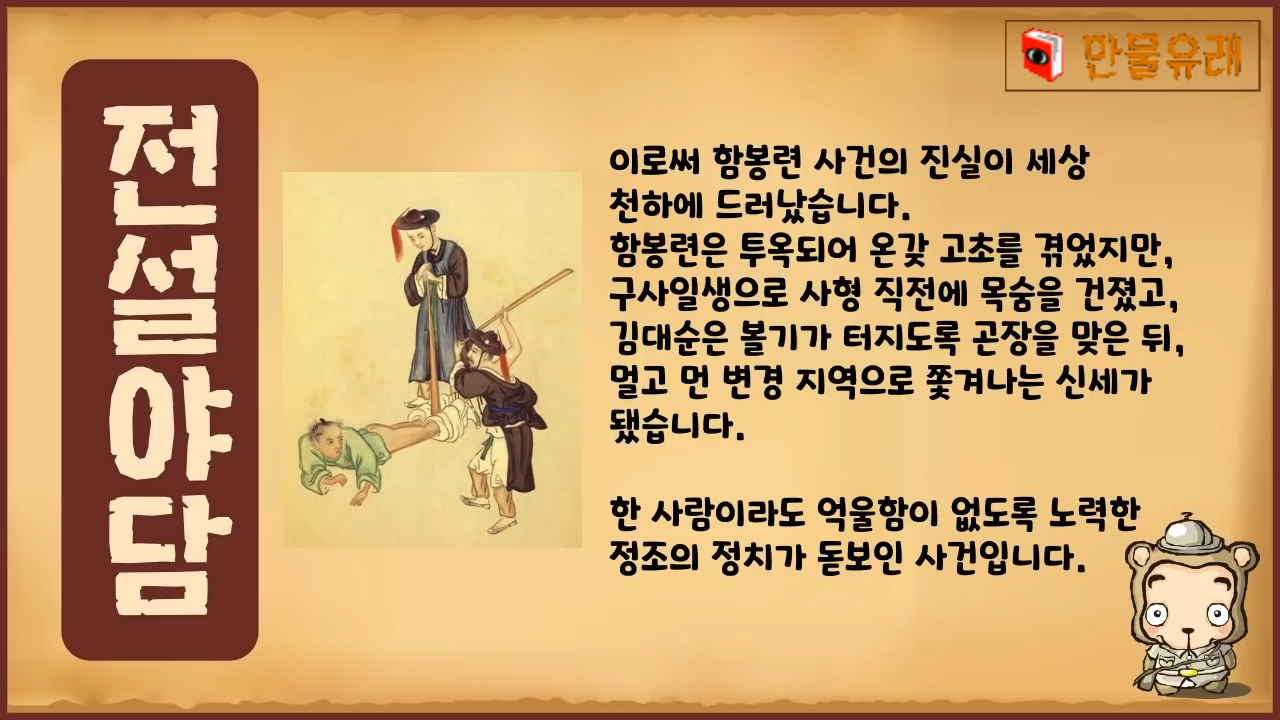 전설야담
만물유래
이로써 함봉련 사건의 진실이 세상
천하에 드러났습니다.
함봉련은 투옥되어 온갖 고초를 겪었지만,
구사일생으로 사형 직전에 목숨을 건졌고,
김대순은 볼기가 터지도록 곤장을 맞은 뒤,
멀고 먼 변경 지역으로 쫓겨나는 신세가
됐습니다.
한 사람이라도 억울함이 없도록 노력한
정조의 정치가 돋보인 사건입니다.